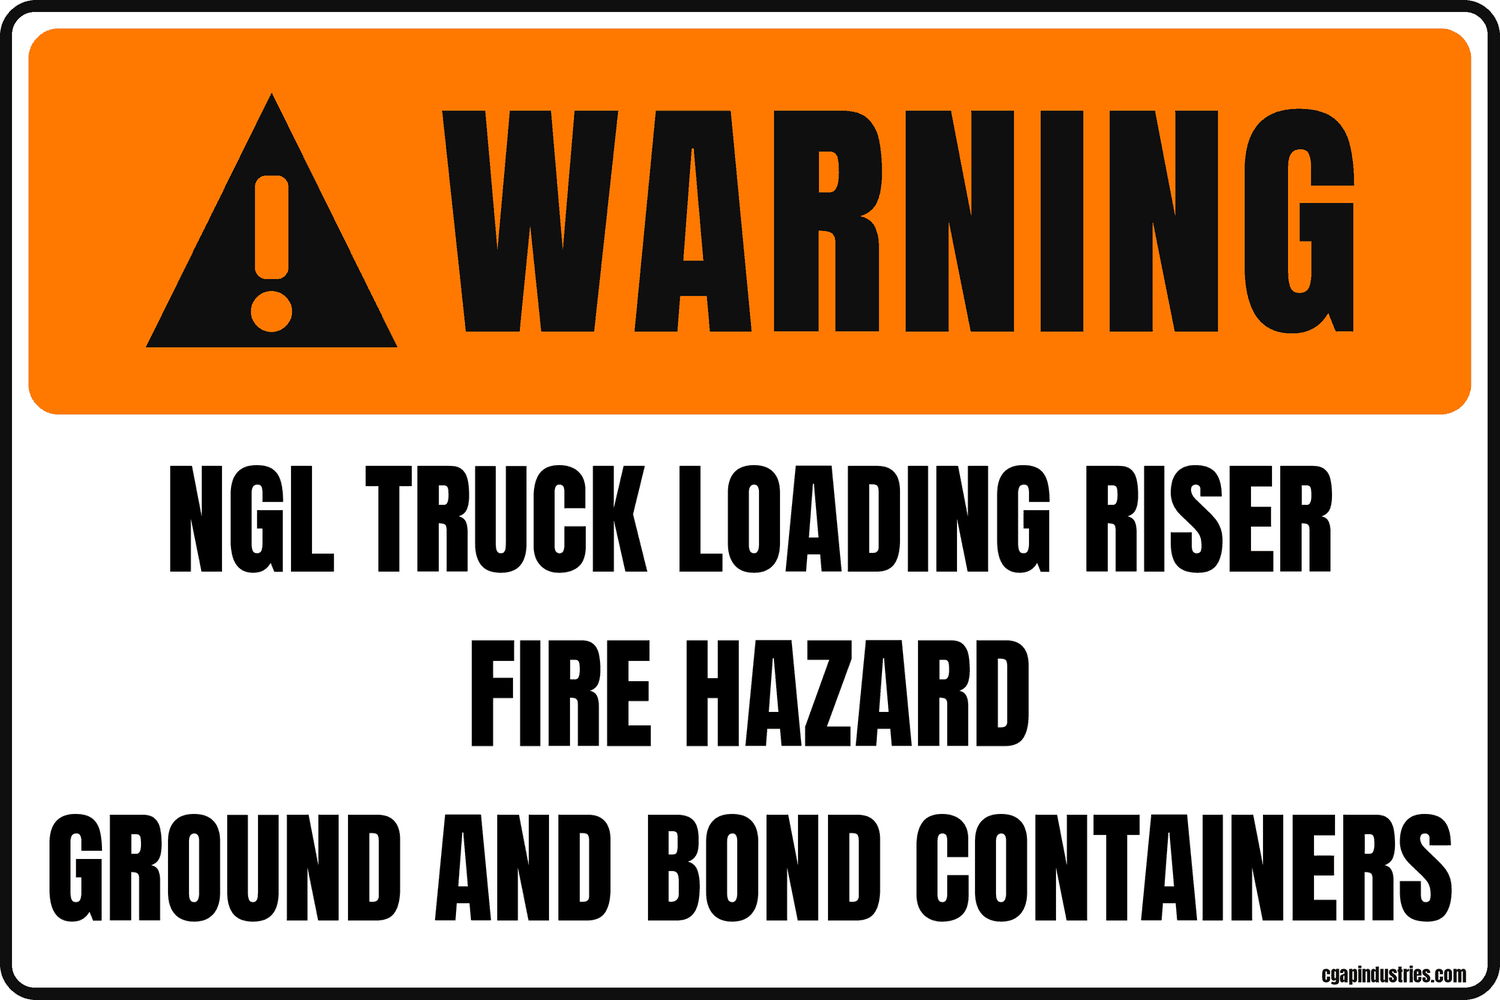 WARNING
NGL TRUCK LOADING RISER
FIRE HAZARD
GROUND AND BOND CONTAINERS
cgapindustries.com